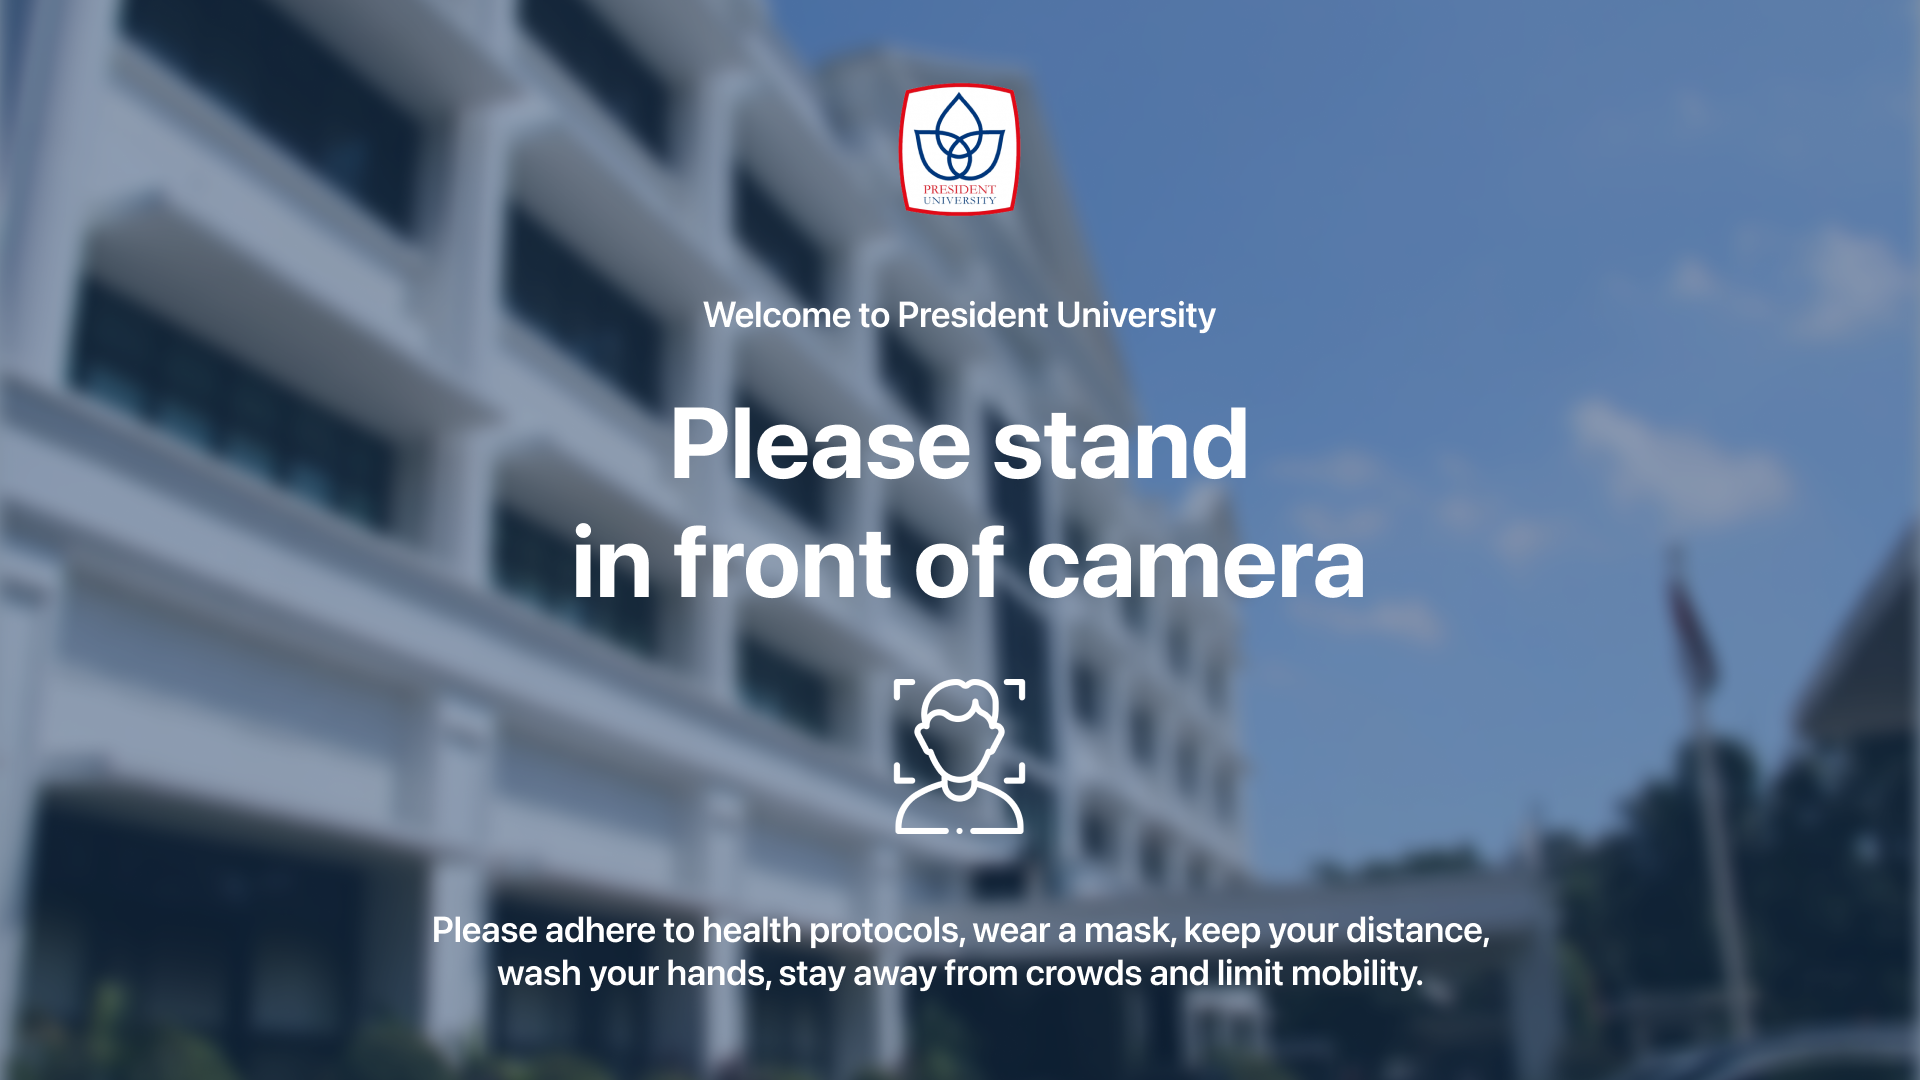 PRESIDENT
UNIVERSITY
Welcome to President University
Please stand
in front of camera
Please adhere to health protocols, wear a mask, keep your distance,
wash your hands, stay away from crowds and limit mobility.